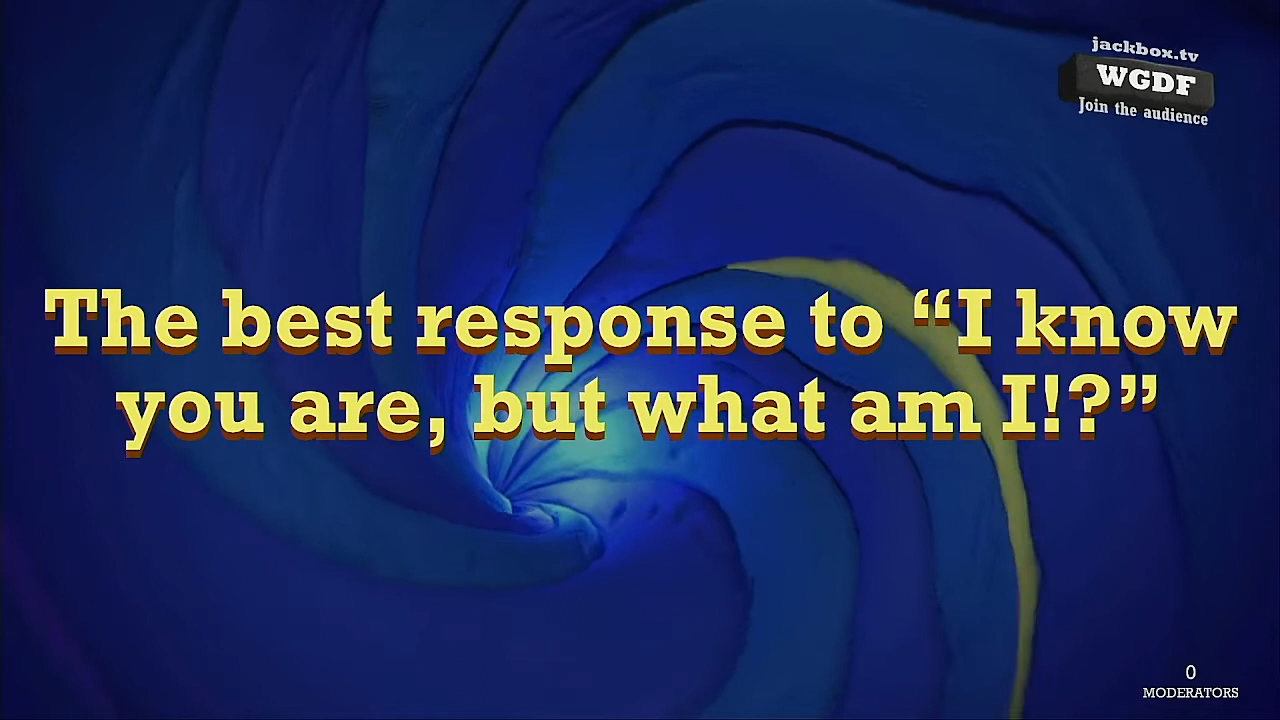 jackbox.tv
WGDF
Join the audience
The best response to “I know
you are, but what am I!?”
0
MODERATORS